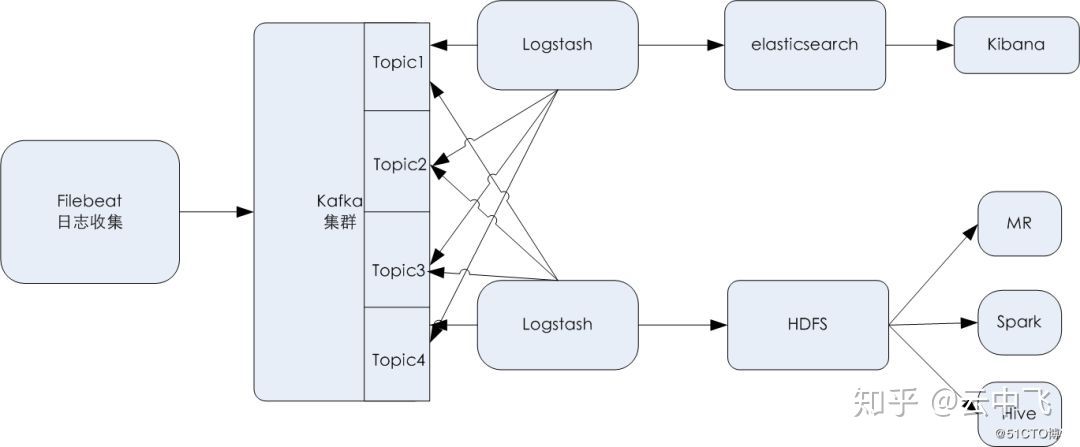 Filebeat
日志收集
Kafka
集群
Topic1
Topic2
Topic3
Topic4
Logstash
elasticsearch
Kibana
Logstash
HDFS
MR
Spark
Hive
知乎 @云中飞
@51CTO博